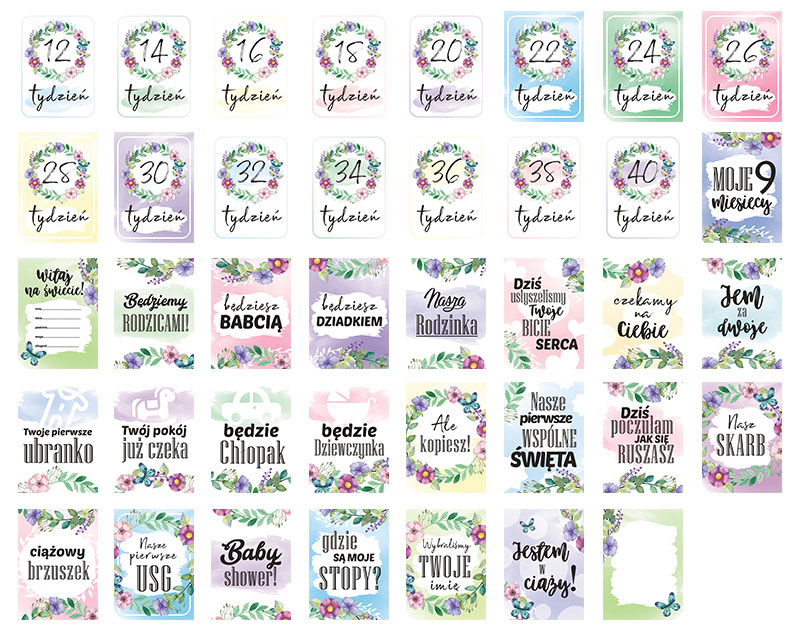 12
tydzień
14
tydzień
16
tydzień
18
tydzień
20
tydzień
22
tydzień
24
tydzień
26
tydzień
28
tydzień
30
tydzień
32
tydzień
34
tydzień
36
tydzień
38
tydzień
40
tydzień
MOJE 9
miesięcy
Witaj
na świecie!
Będziemy
RODZICAMI!
będziesz
BABCIĄ
będziesz
DZIADKIEM
Nasza
Rodzinka
Dziś
usłyszeliśmy
Twoje
BICIE
SERCA
czekamy
na
Ciebie
Jem
za
dwoje
Twoje pierwsze
ubranko
Twój pokój
już czeka
będzie
Chłopak
będzie
Dziewczynka
Ale
kopiesz!
Nasze
pierwsze
WSPÓLNE
ŚWIĘTA
Dziś
poczułam
JAK SIĘ
RUSZASZ
Nasz
SKARB
ciążowy
brzuszek
Nasze
pierwsze
USG
Baby
shower!
gdzie
SĄ MOJE
STOPY?
Wybraliśmy
TWOJE
imię
Jestem
w
ciąży!